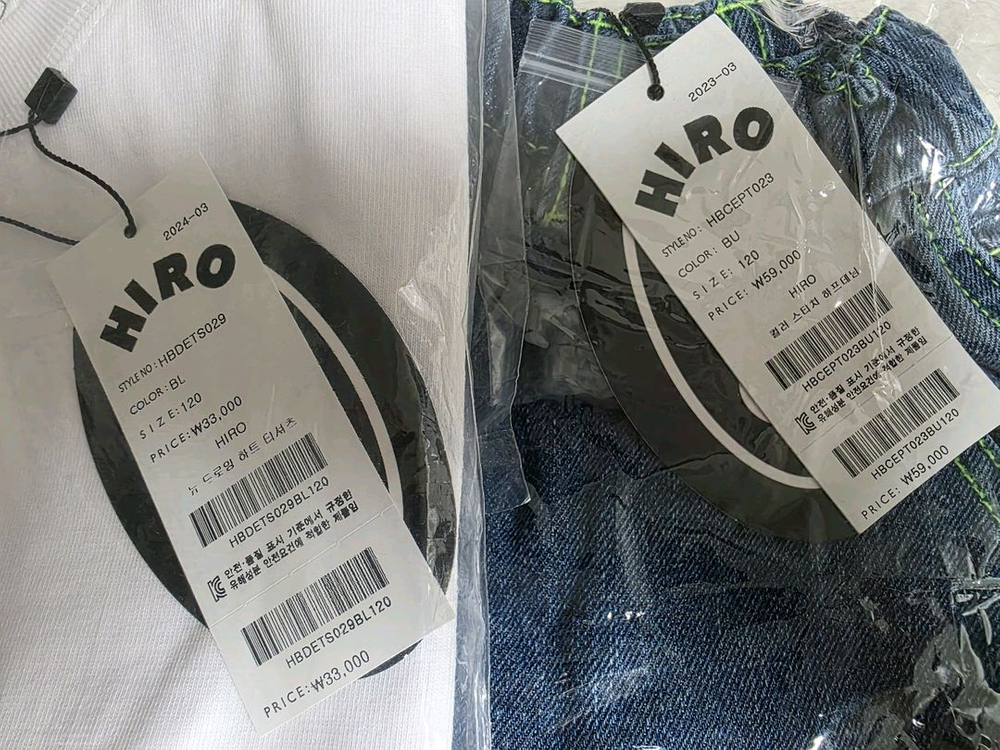 2024-03
HIRO
STYLE NO: HBDETS029
COLOR: BL
SIZE: 120
PRICE: ₩33,000
HIRO
뉴 드로잉 하트 티셔츠
HBDETS029BL120
안전·품질 표시 기준에서 규정한
유해성분 안전요건에 적합한 제품임
HBDETS029BL120
PRICE: ₩33,000
2023-03
HIRO
STYLE NO: HBCEPT023
COLOR: BU
SIZE: 120
PRICE: ₩59,000
HIRO
컬러 스티치 하프데님
HBCEPT023BU120
안전·품질 표시 기준에서 규정한
유해성분 안전요건에 적합한 제품임
HBCEPT023BU120
PRICE: ₩59,000